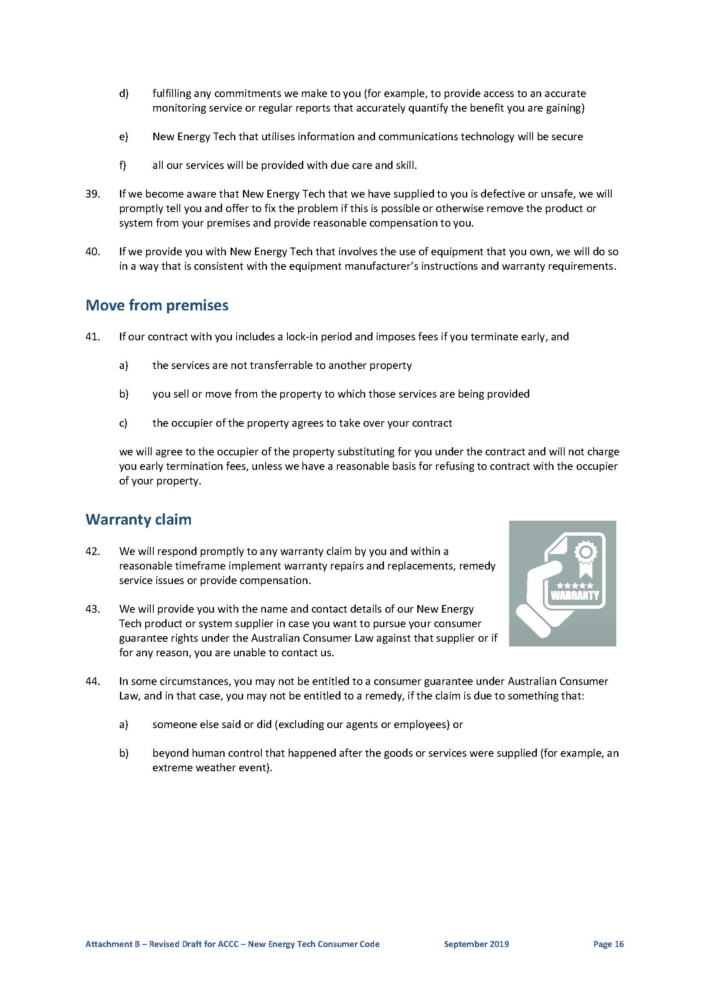 d) fulfilling any commitments we make to you (for example, to provide access to an accurate
monitoring service or regular reports that accurately quantify the benefit you are gaining)
e) New Energy Tech that utilises information and communications technology will be secure
f) all our services will be provided with due care and skill.
39. If we become aware that New Energy Tech that we have supplied to you is defective or unsafe, we will
promptly tell you and offer to fix the problem if this is possible or otherwise remove the product or
system from your premises and provide reasonable compensation to you.
40. If we provide you with New Energy Tech that involves the use of equipment that you own, we will do so
in a way that is consistent with the equipment manufacturer’s instructions and warranty requirements.
Move from premises
41. If our contract with you includes a lock-in period and imposes fees if you terminate early, and
a) the services are not transferrable to another property
b) you sell or move from the property to which those services are being provided
c) the occupier of the property agrees to take over your contract
we will agree to the occupier of the property substituting for you under the contract and will not charge
you early termination fees, unless we have a reasonable basis for refusing to contract with the occupier
of your property.
Warranty claim
42. We will respond promptly to any warranty claim by you and within a
reasonable timeframe implement warranty repairs and replacements, remedy
service issues or provide compensation.
WARRANTY
43. We will provide you with the name and contact details of our New Energy
Tech product or system supplier in case you want to pursue your consumer
guarantee rights under the Australian Consumer Law against that supplier or if
for any reason, you are unable to contact us.
44. In some circumstances, you may not be entitled to a consumer guarantee under Australian Consumer
Law, and in that case, you may not be entitled to a remedy, if the claim is due to something that:
a) someone else said or did (excluding our agents or employees) or
b) beyond human control that happened after the goods or services were supplied (for example, an
extreme weather event).
Attachment B – Revised Draft for ACCC – New Energy Tech Consumer Code September 2019 Page 16